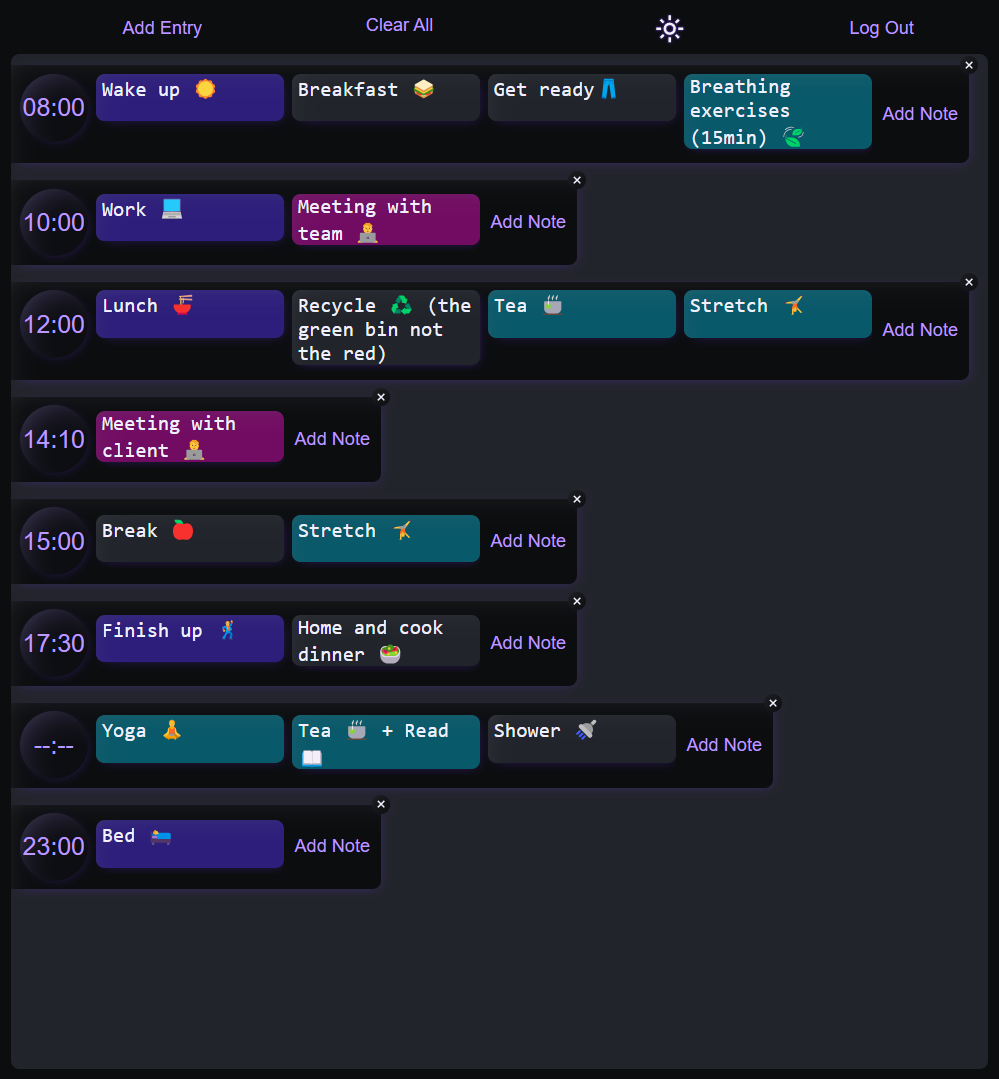 Add Entry Clear All Log Out
08:00 Wake up Breakfast Get ready Breathing
exercises
(15min) Add Note
10:00 Work Meeting with
team Add Note
12:00 Lunch Recycle ♻️ (the
green bin not
the red) Tea Stretch Add Note
14:10 Meeting with
client Add Note
15:00 Break Stretch Add Note
17:30 Finish up Home and cook
dinner Add Note
--:-- Yoga Tea 🍵 + Read
Shower Add Note
23:00 Bed Add Note